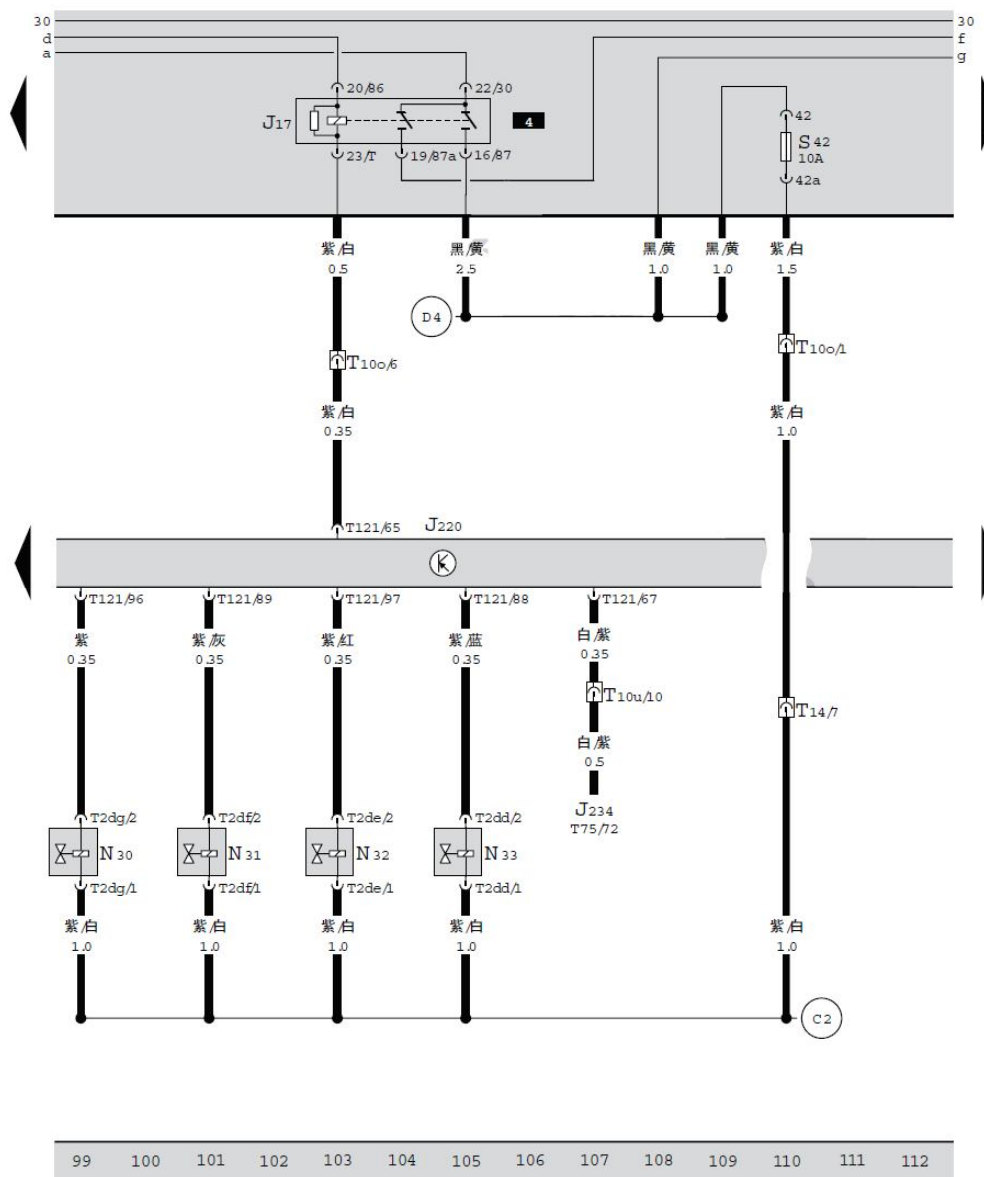 30 30
d f
a g
20/86 22/30
J17 4 42
S 42
10A
23/T 19/87a 16/87 42a
紫/白 黑/黄 黑/黄 黑/黄 紫/白
0.5 2.5 1.0 1.0 1.5
D4
T10o/6 T10o/1
紫/白 紫/白
0.35 1.0
T121/65 J220
T121/96 T121/89 T121/97 T121/88 T121/67
紫 紫/灰 紫/红 紫/蓝 白/紫
0.35 0.35 0.35 0.35 0.35
T10u/10 T14/7
白/紫
0.5
J234
T75/72
T2dg/2 T2df/2 T2de/2 T2dd/2
N 30 N 31 N 32 N 33
T2dg/1 T2df/1 T2de/1 T2dd/1
紫/白 紫/白 紫/白 紫/白 紫/白
1.0 1.0 1.0 1.0 1.0
C2
99 100 101 102 103 104 105 106 107 108 109 110 111 112